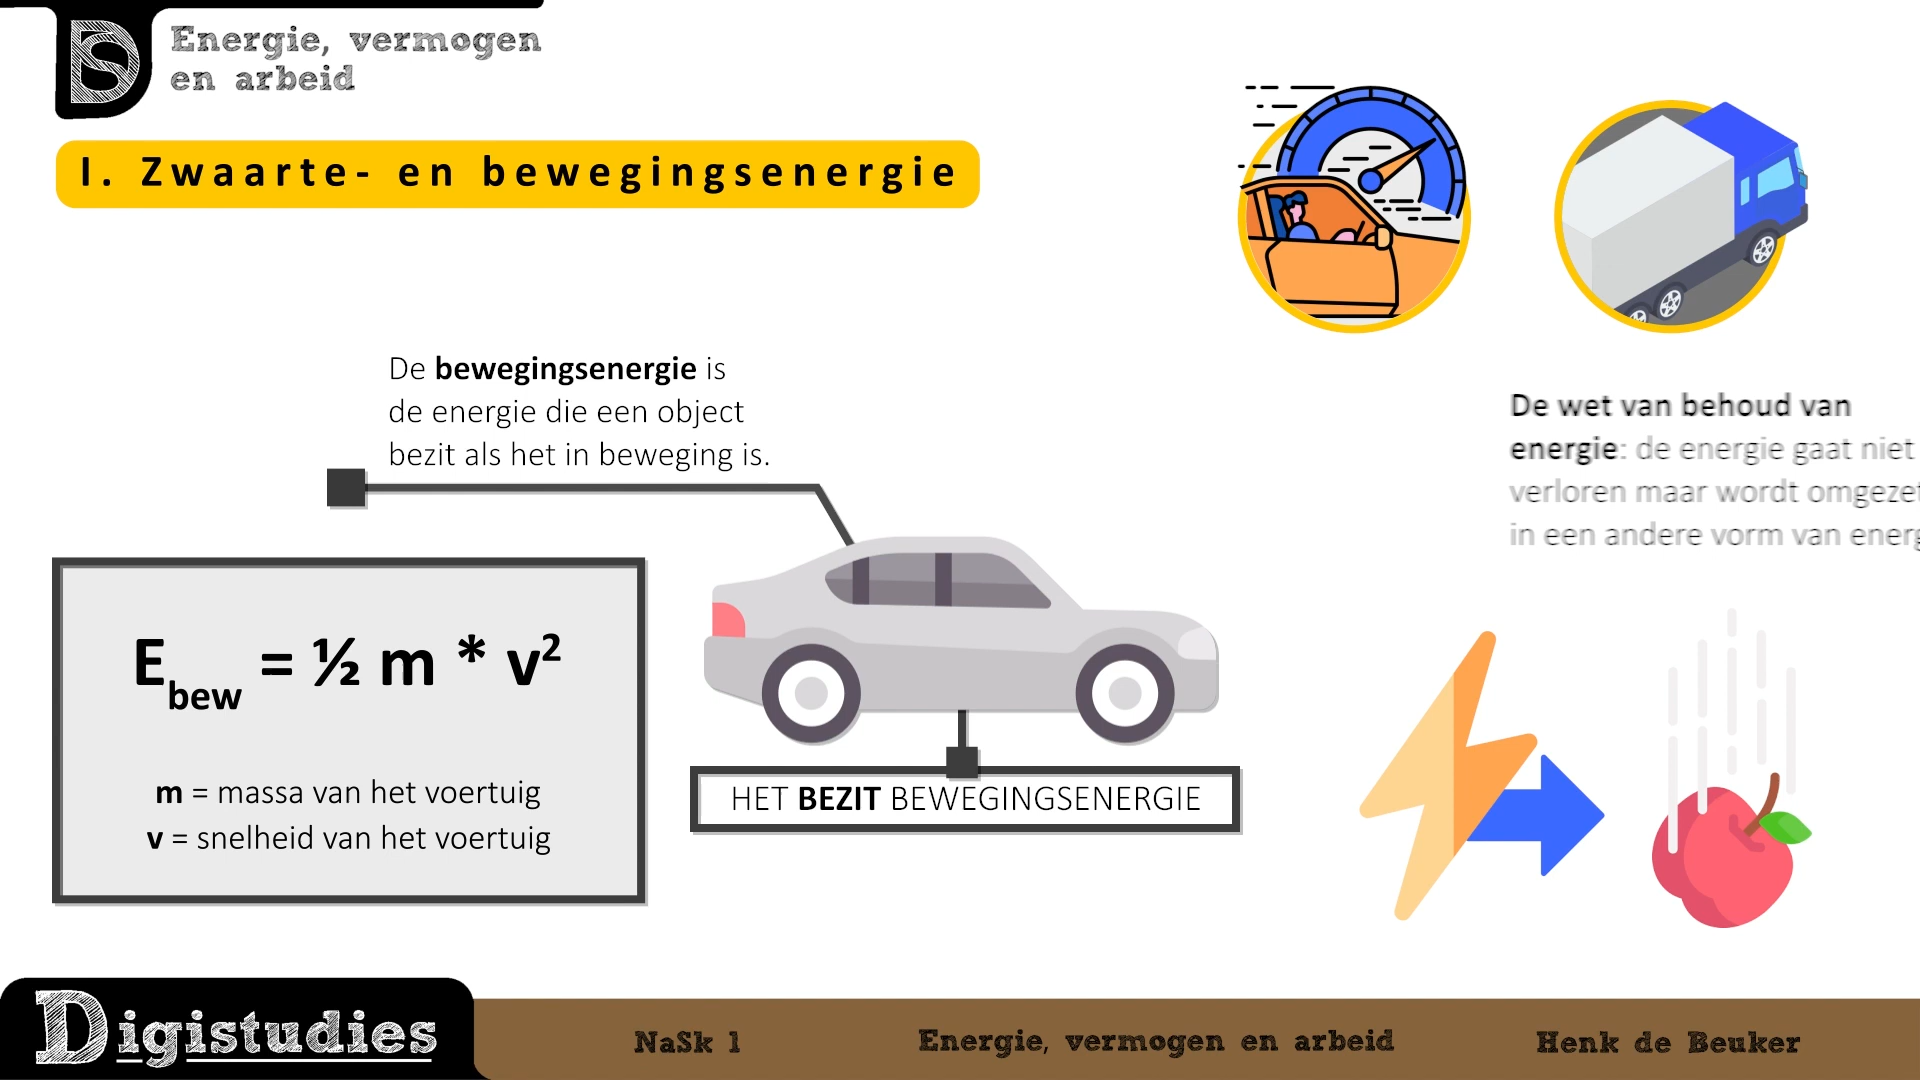 DS
Energie, vermogen
en arbeid
I. Zwaarte- en bewegingsenergie
De bewegingsenergie is
de energie die een object
bezit als het in beweging is.
De wet van behoud van
energie: de energie gaat niet
verloren maar wordt omgezet
in een andere vorm van energ
E bew = ½ m * v²
m = massa van het voertuig
v = snelheid van het voertuig
HET BEZIT BEWEGINGSENERGIE
Digistudies
NaSk 1
Energie, vermogen en arbeid
Henk de Beuker